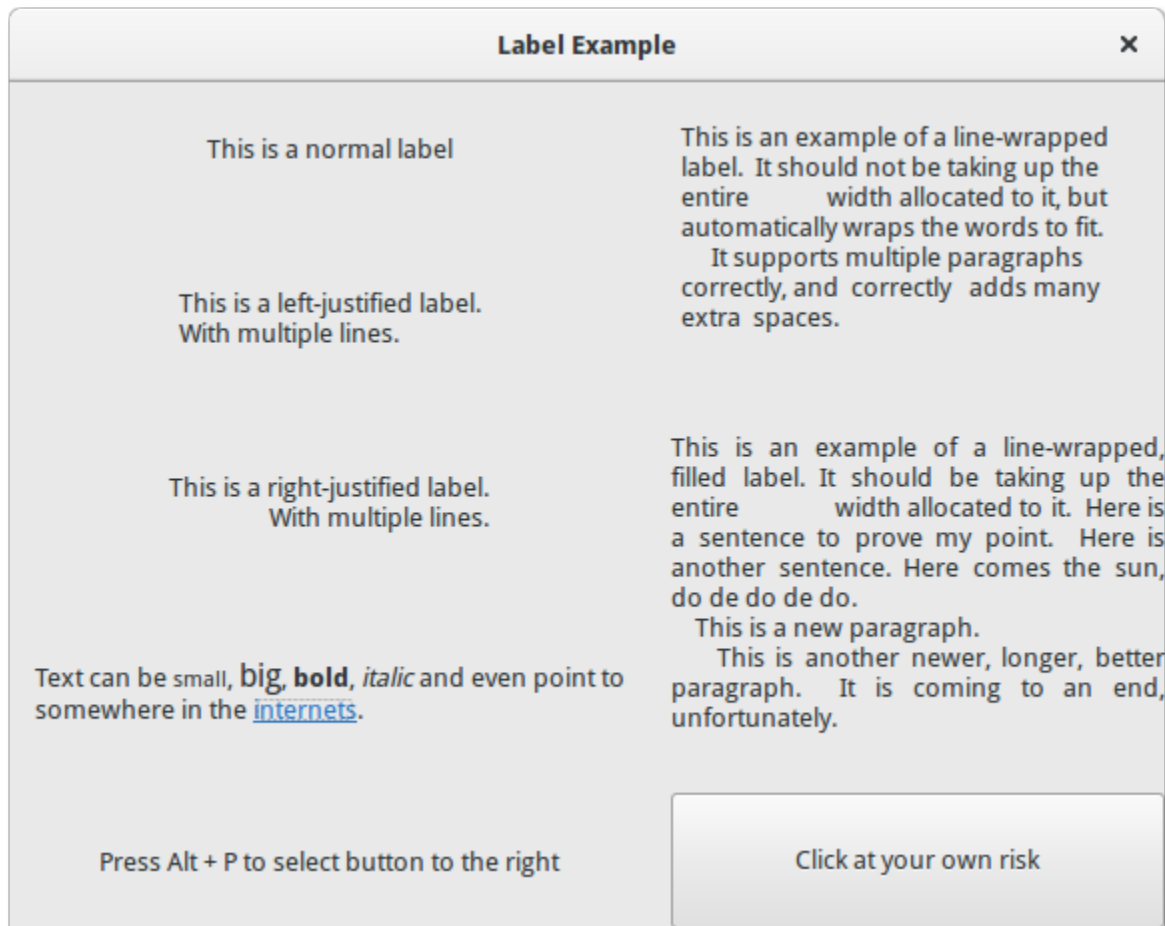 Label Example
This is a normal label
This is a left-justified label.
With multiple lines.
This is a right-justified label.
With multiple lines.
Text can be small, big, bold, italic and even point to
somewhere in the internets.
Press Alt + P to select button to the right
This is an example of a line-wrapped
label.  It should not be taking up the
entire          width allocated to it, but
automatically wraps the words to fit.
    It supports multiple paragraphs
correctly, and  correctly  adds many
extra  spaces.
This is an example of a line-wrapped,
filled label. It should be taking up the
entire          width allocated to it.  Here is
a sentence to prove my point.  Here is
another sentence. Here comes the sun,
do de do de do.
   This is a new paragraph.
   This is another newer, longer, better
paragraph.  It is coming to an end,
unfortunately.
Click at your own risk